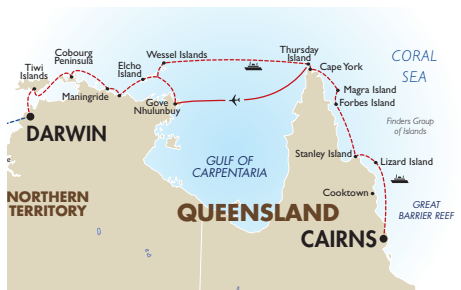 Wessel Islands
Thursday
Island
Cape York
CORAL
SEA
Cobourg
Peninsula
Tiwi
Islands
Elcho
Island
Maningride
Gove
Nhulunbuy
Magra Island
Forbes Island
Finders Group
of Islands
DARWIN
GULF OF
CARPENTARIA
Stanley Island
Lizard Island
NORTHERN
TERRITORY
Cooktown
QUEENSLAND
GREAT
BARRIER REEF
CAIRNS